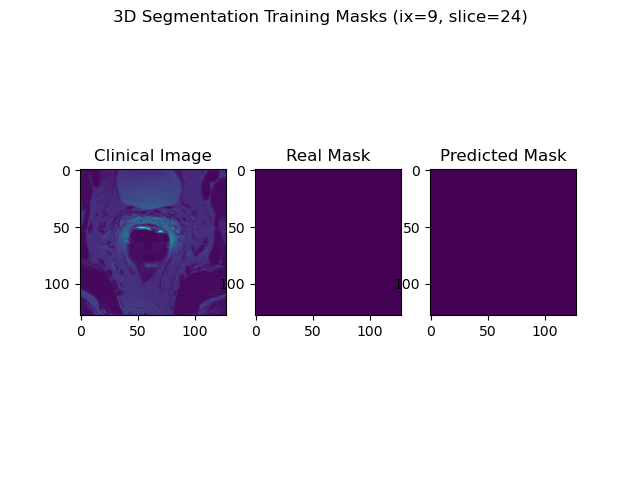 3D Segmentation Training Masks (ix=9, slice=24)
Clinical Image Real Mask Predicted Mask
0 0 0
50 50 50
100 100 100
0 50 100 0 50 100 0 50 100